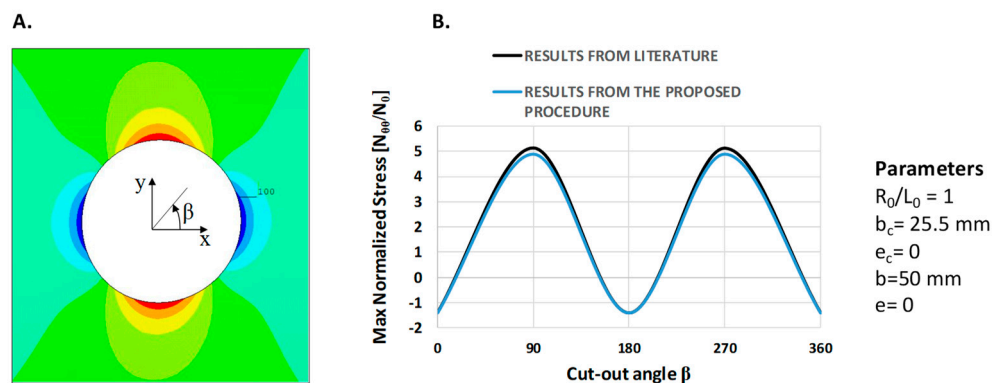 A.
y
β
x
100
B.
RESULTS FROM LITERATURE
RESULTS FROM THE PROPOSED
PROCEDURE
Max Normalized Stress [Nθθ/N0]
6
5
4
3
2
1
0
-1
-2
0 90 180 270 360
Cut-out angle β
Parameters
R0/L0 = 1
bc= 25.5 mm
ec= 0
b=50 mm
e= 0